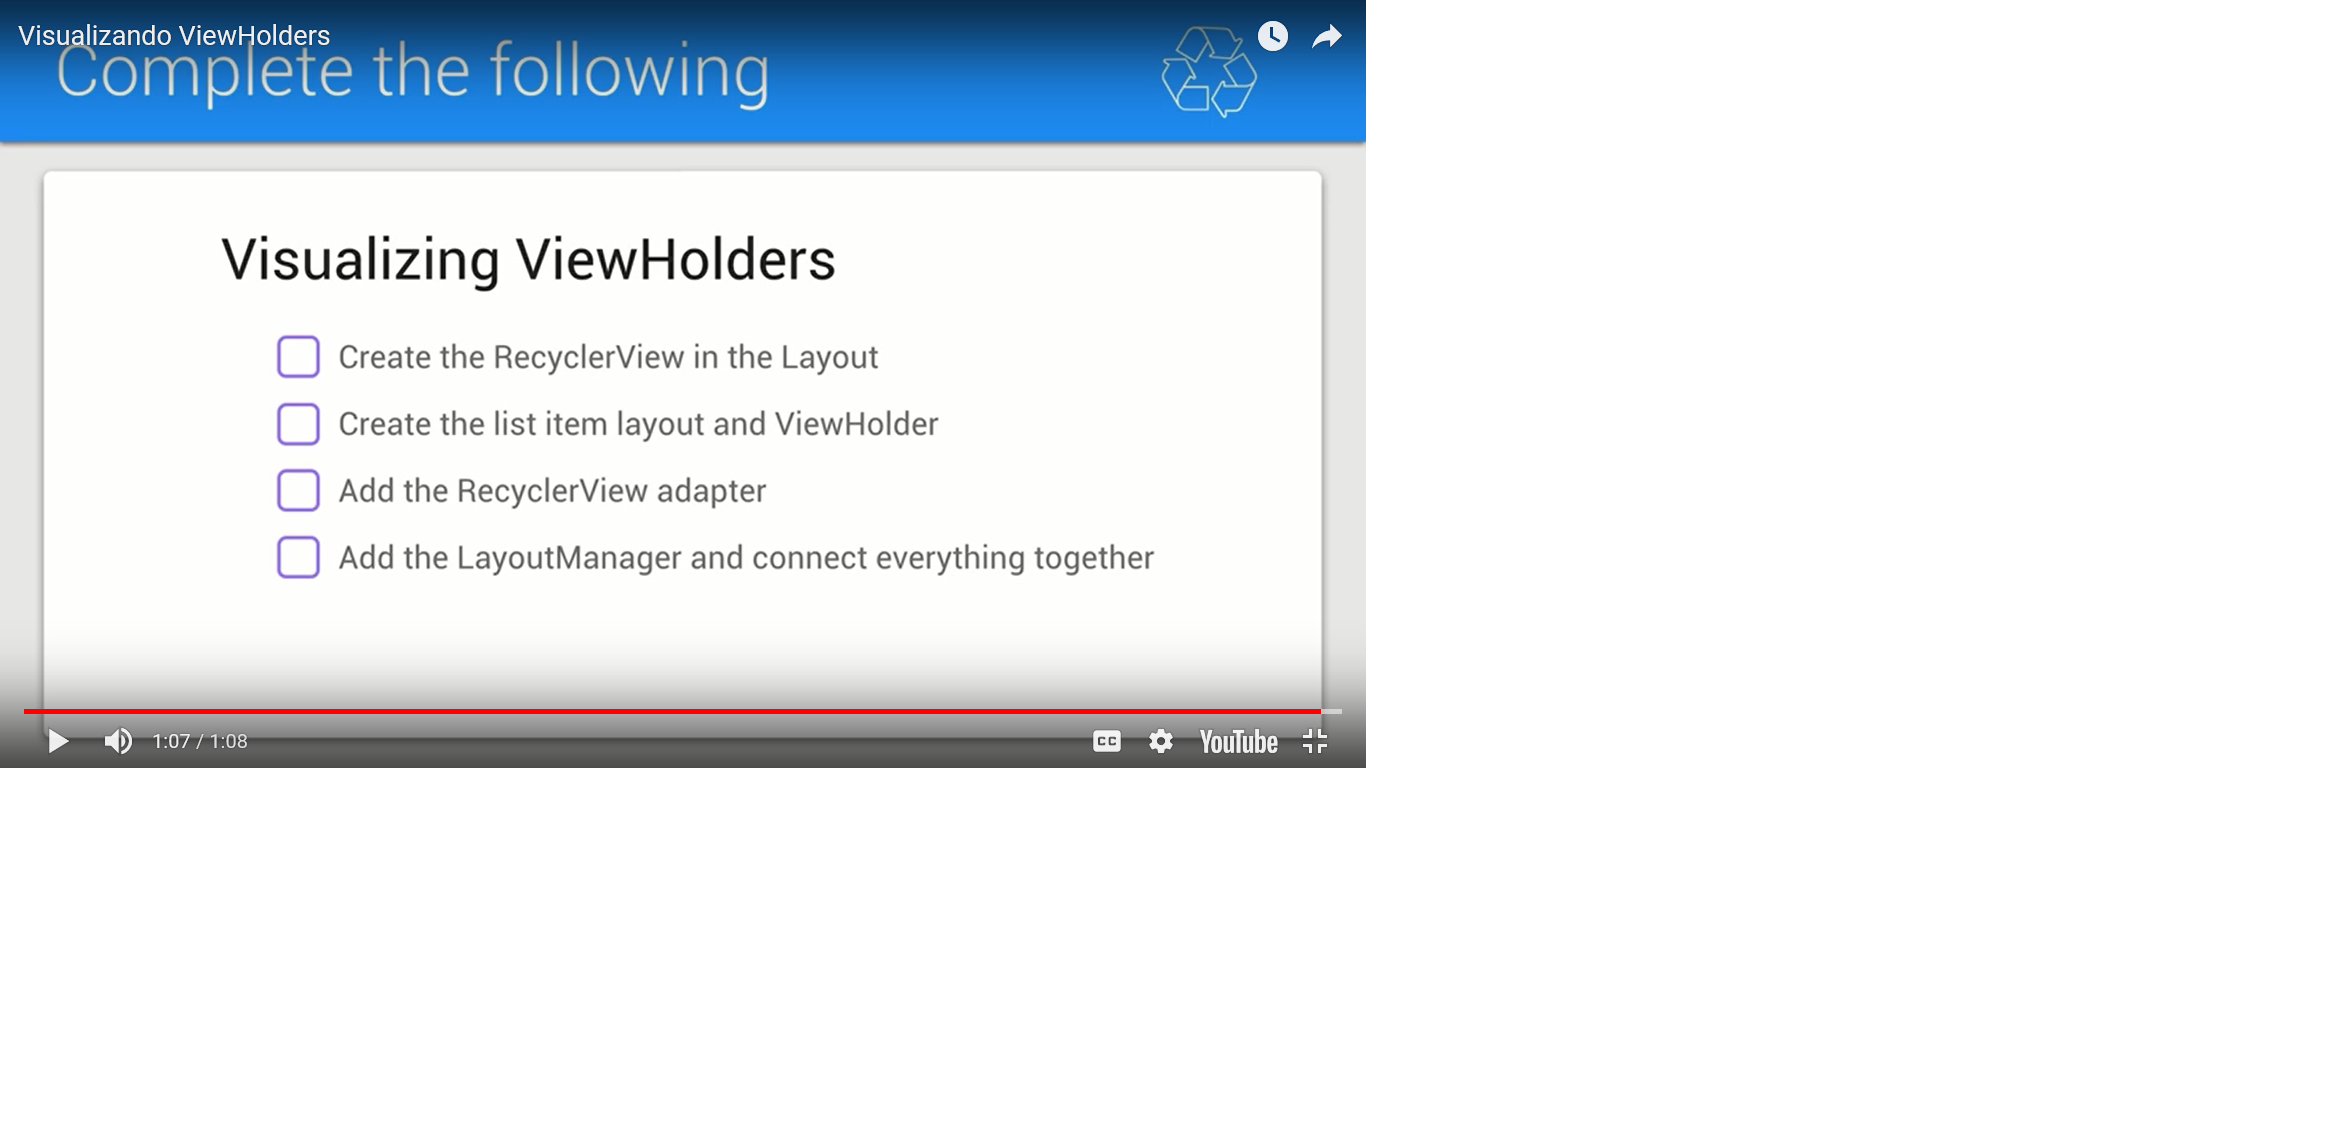 Visualizando ViewHolders
Complete the following
Visualizing ViewHolders
Create the RecyclerView in the Layout
Create the list item layout and ViewHolder
Add the RecyclerView adapter
Add the LayoutManager and connect everything together
1:07 / 1:08
CC
YouTube